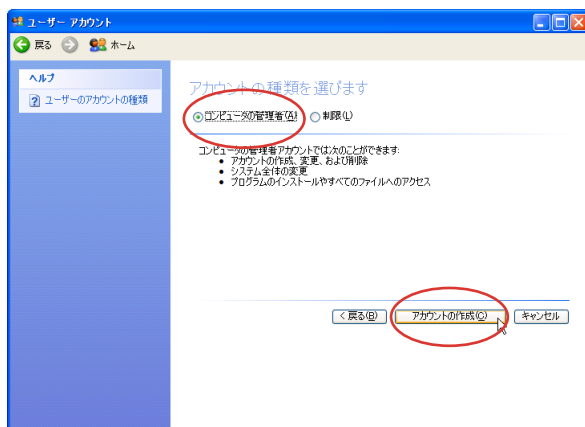 ユーザー アカウント
戻る ホーム
ヘルプ
ユーザーのアカウントの種類
アカウントの種類を選びます
コンピュータの管理者(A) 制限(L)
コンピュータの管理者アカウントでは次のことができます:
• アカウントの作成、変更、および削除
• システム全体の変更
• プログラムのインストールやすべてのファイルへのアクセス
< 戻る(B) アカウントの作成(C) キャンセル